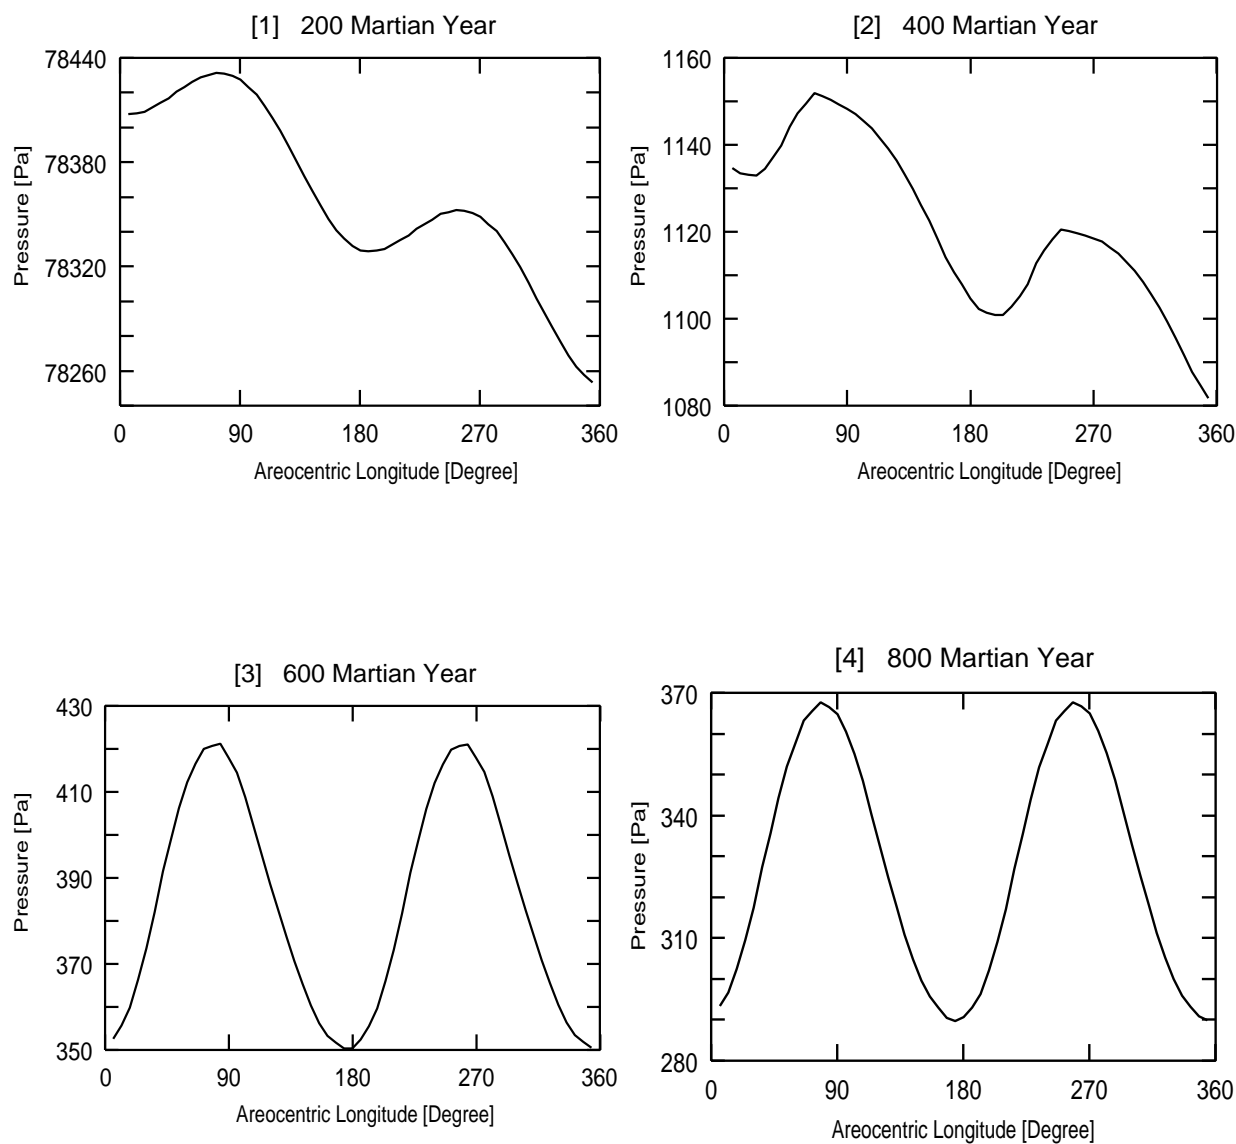 [1] 200 Martian Year
78440
78380
78320
78260
Pressure [Pa]
0 90 180 270 360
Areocentric Longitude [Degree]
[2] 400 Martian Year
1160
1140
1120
1100
1080
Pressure [Pa]
0 90 180 270 360
Areocentric Longitude [Degree]
[3] 600 Martian Year
430
410
390
370
350
Pressure [Pa]
0 90 180 270 360
Areocentric Longitude [Degree]
[4] 800 Martian Year
370
340
310
280
Pressure [Pa]
0 90 180 270 360
Areocentric Longitude [Degree]